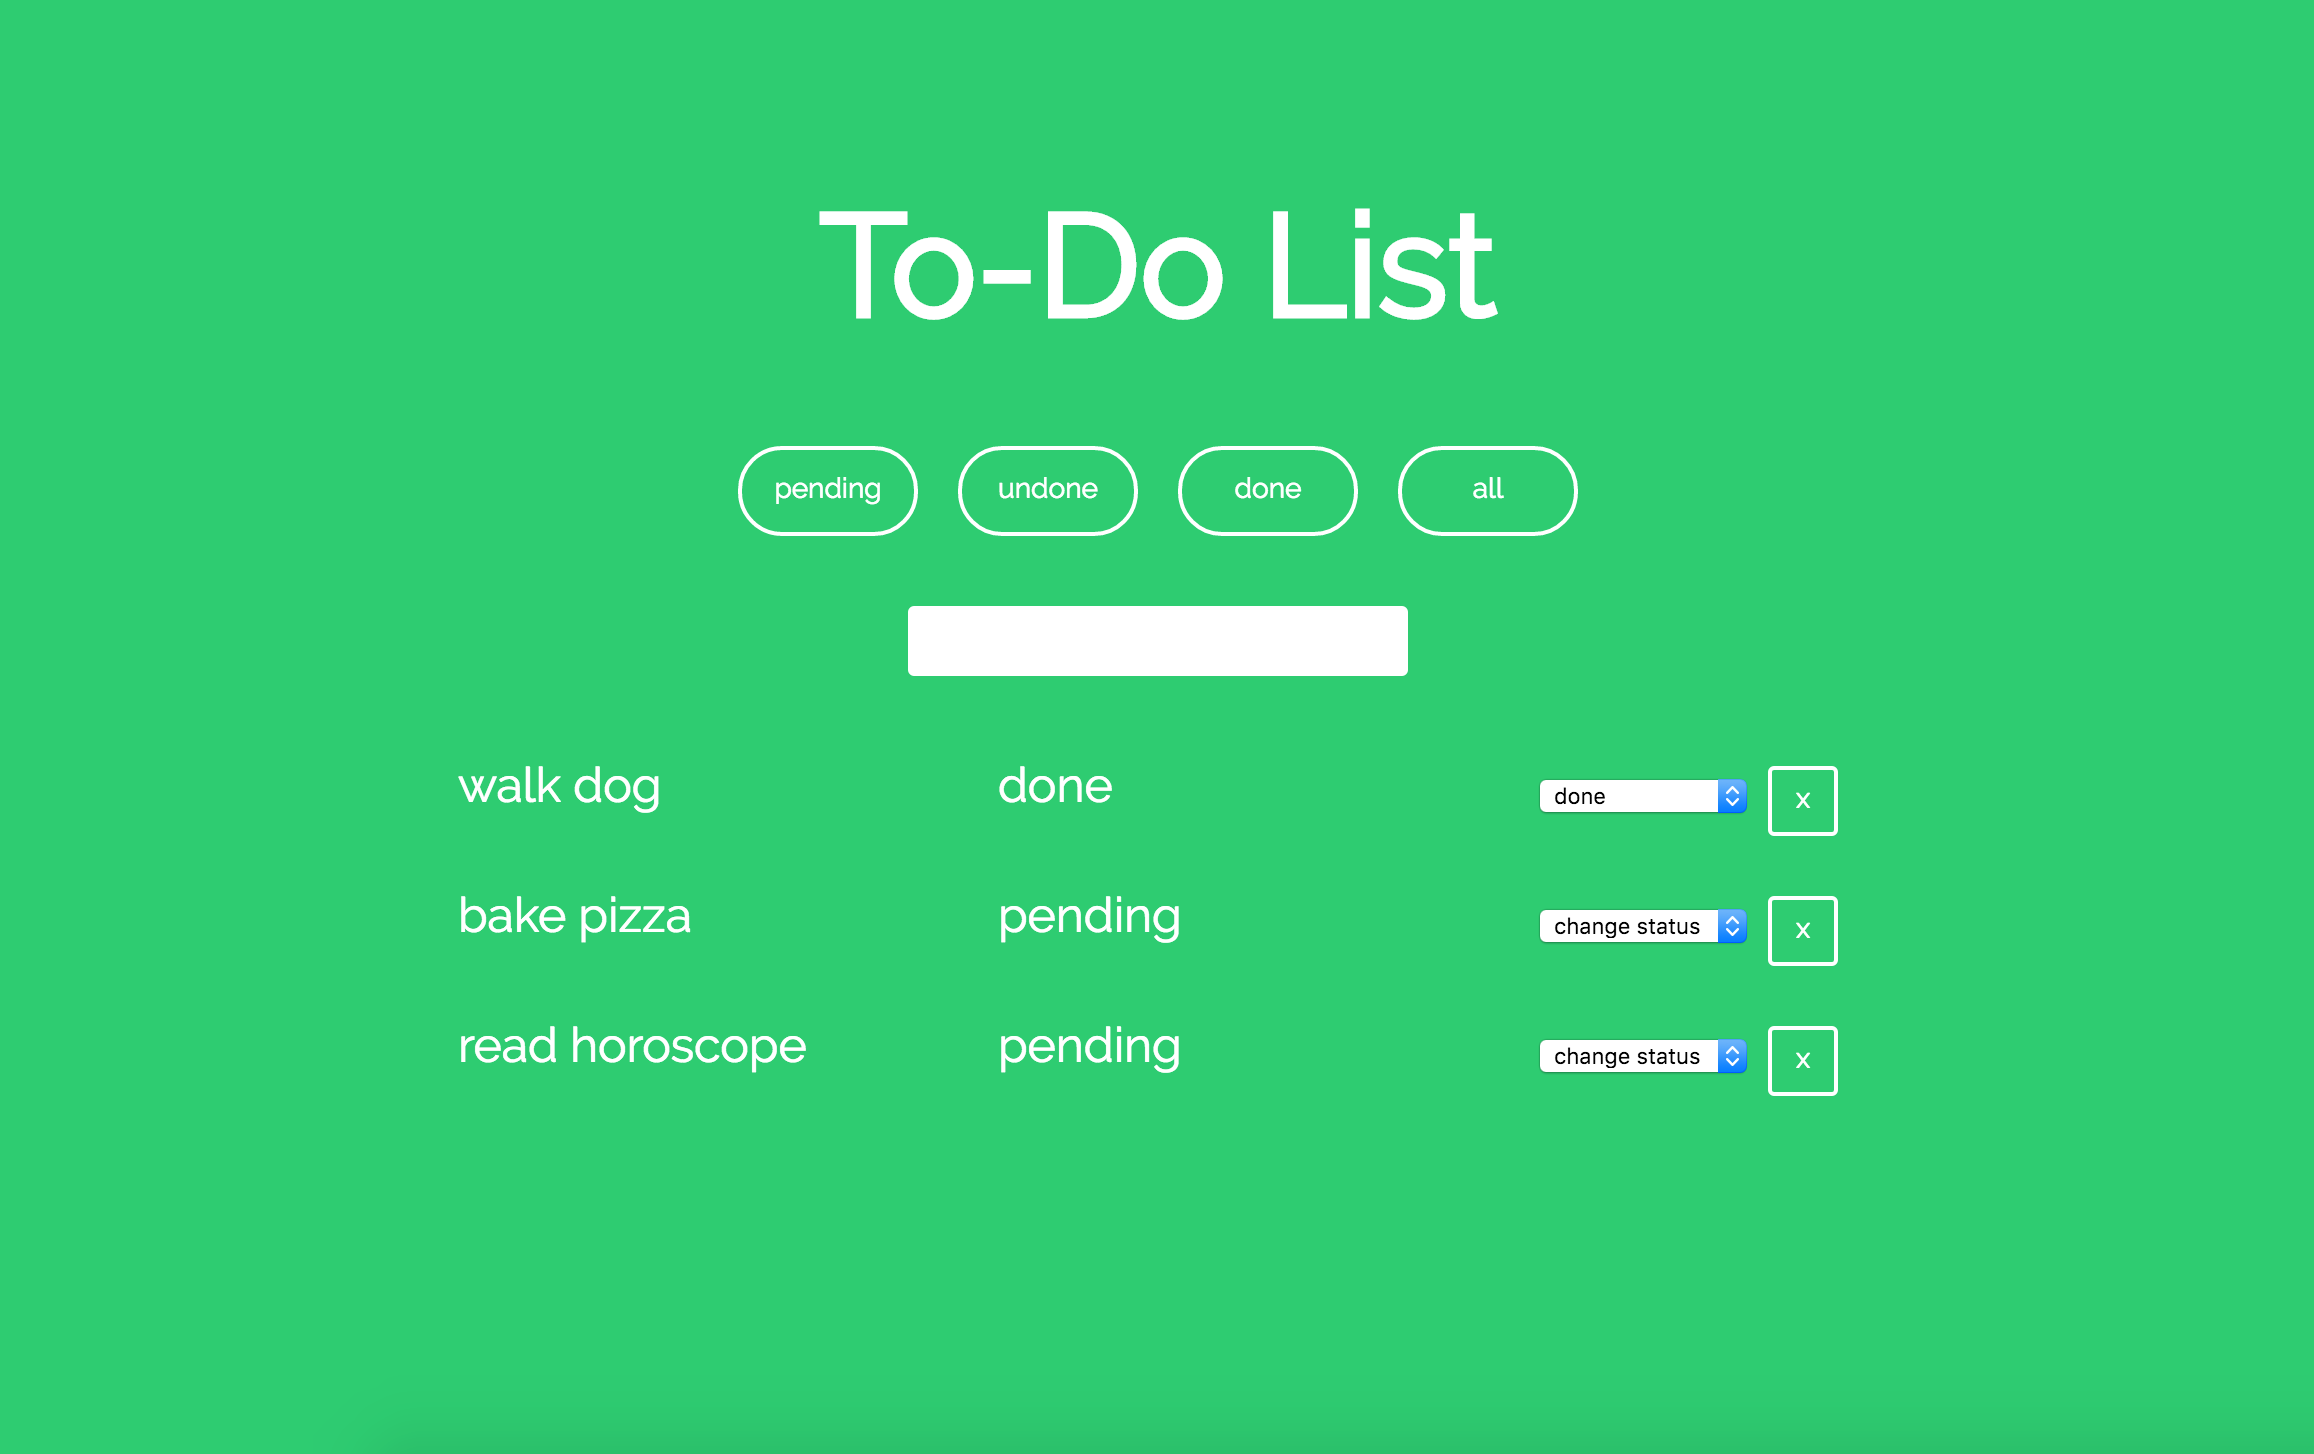 To-Do List
pending undone done all
walk dog done done x
bake pizza pending change status x
read horoscope pending change status x